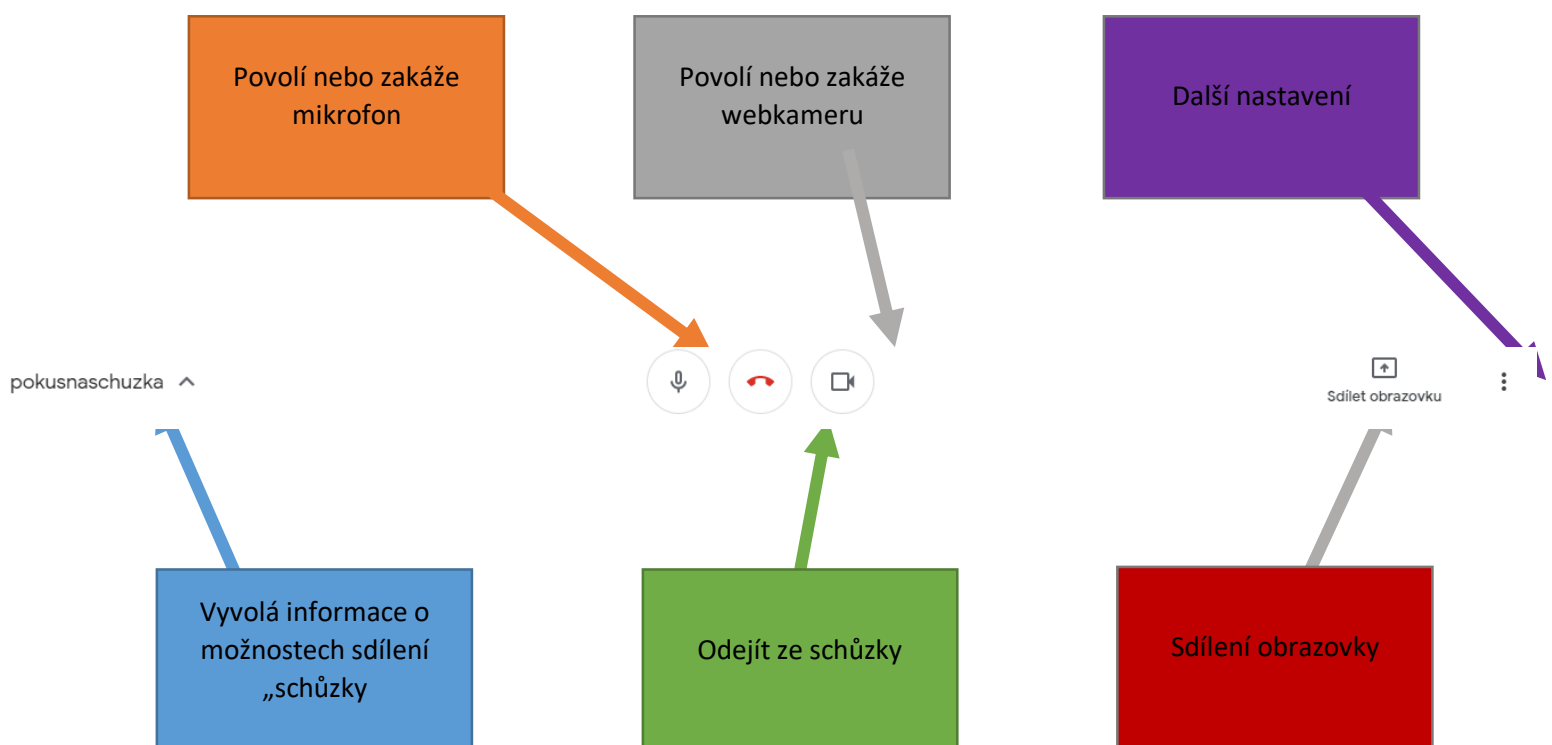 Povolí nebo zakáže
mikrofon
Povolí nebo zakáže
webkameru
Další nastavení
pokusnaschuzka
Sdílet obrazovku
Vyvolá informace o
možnostech sdílení
„schůzky
Odejít ze schůzky
Sdílení obrazovky